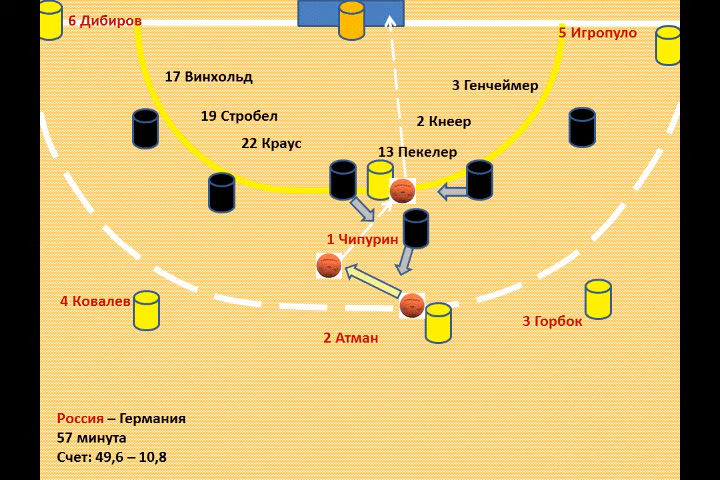 6 Дибиров
5 Игропуло
17 Винхольд
3 Генчеймер
19 Стробел
2 Кнеер
22 Краус
13 Пекелер
1 Чипурин
4 Ковалев
3 Горбок
2 Атман
Россия – Германия
57 минута
Счет: 49,6 – 10,8